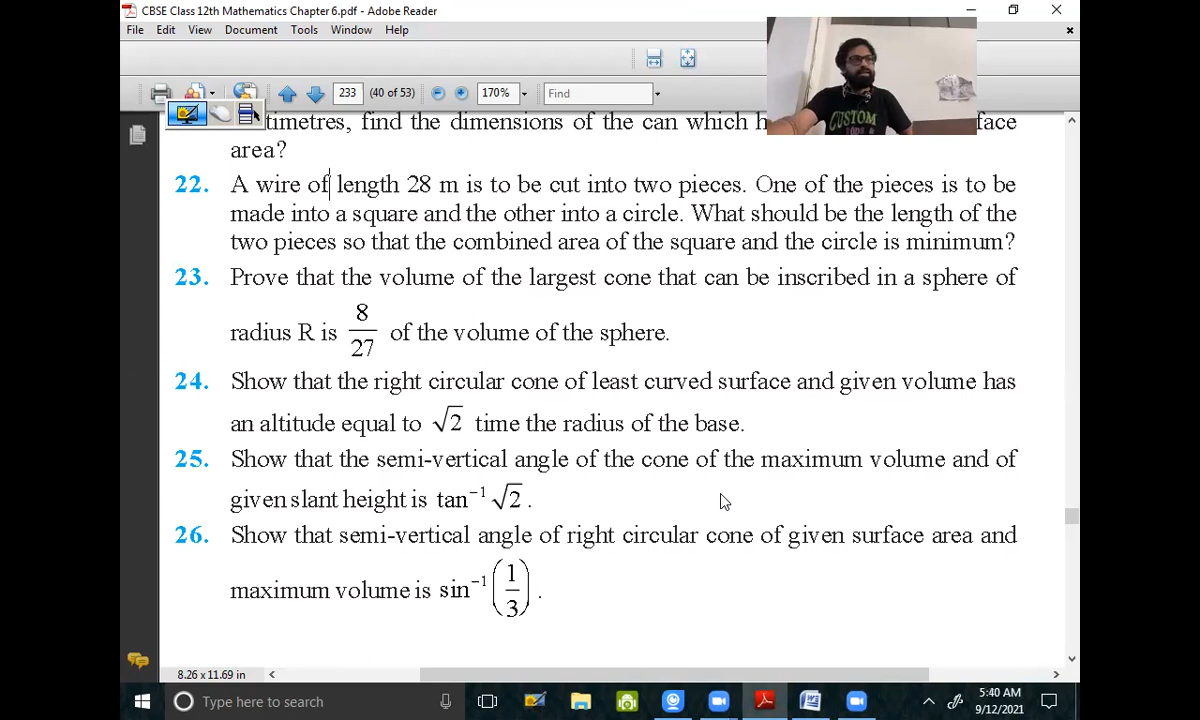 CBSE Class 12th Mathematics Chapter 6.pdf - Adobe Reader
File Edit View Document Tools Window Help
233 (40 of 53) 170% Find
timetres, find the dimensions of the can which h face
area?
22. A wire of length 28 m is to be cut into two pieces. One of the pieces is to be
made into a square and the other into a circle. What should be the length of the
two pieces so that the combined area of the square and the circle is minimum?
23. Prove that the volume of the largest cone that can be inscribed in a sphere of
radius R is 8/27 of the volume of the sphere.
24. Show that the right circular cone of least curved surface and given volume has
an altitude equal to √2 time the radius of the base.
25. Show that the semi-vertical angle of the cone of the maximum volume and of
given slant height is tan⁻¹ √2 .
26. Show that semi-vertical angle of right circular cone of given surface area and
maximum volume is sin⁻¹ (1/3) .
CUSTOM
8.26 x 11.69 in
Type here to search
5:40 AM
9/12/2021